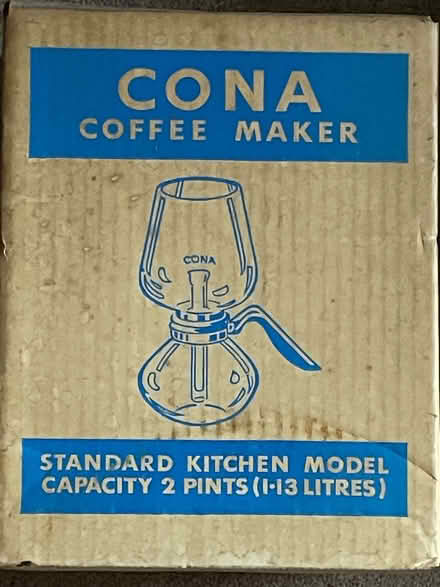 CONA
COFFEE MAKER
CONA
STANDARD KITCHEN MODEL
CAPACITY 2 PINTS (1·13 LITRES)